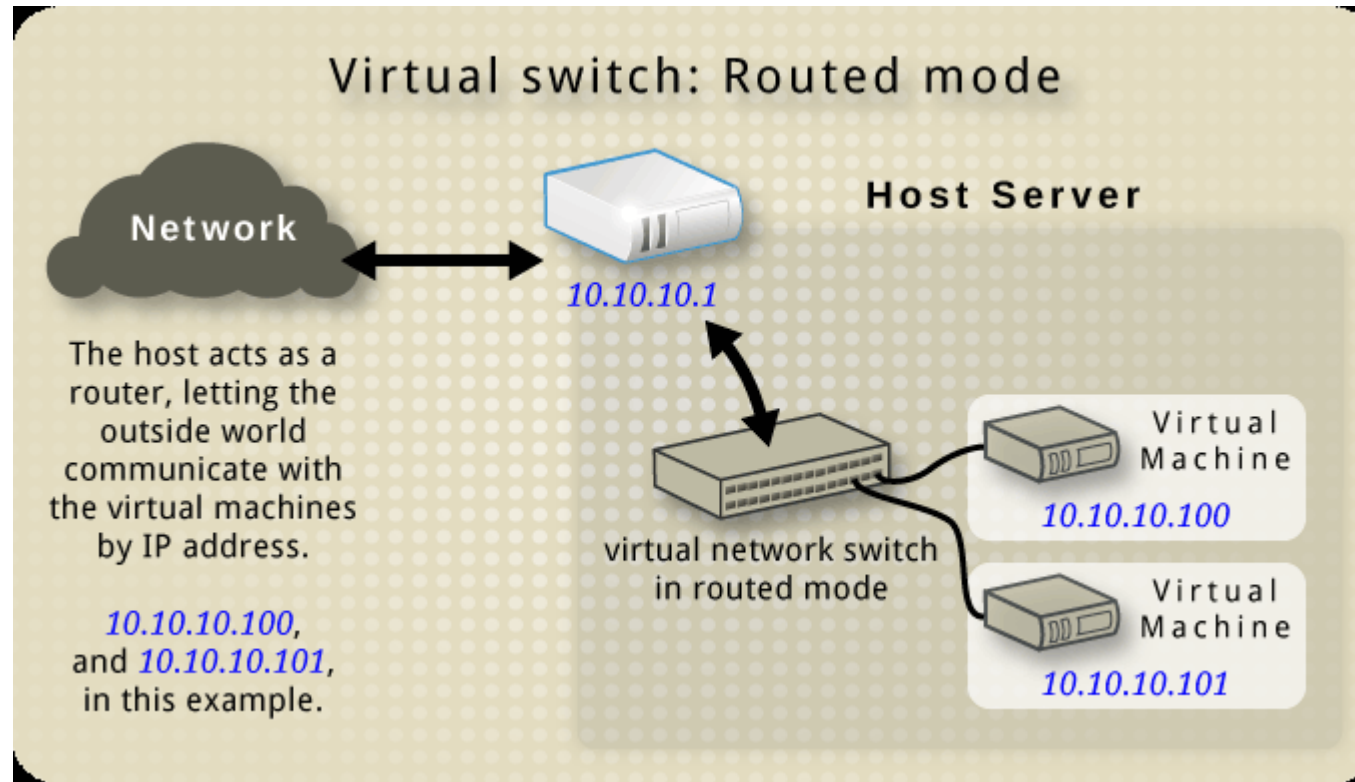 Virtual switch: Routed mode
Network
Host Server
10.10.10.1
The host acts as a
router, letting the
outside world
communicate with
the virtual machines
by IP address.
10.10.10.100,
and 10.10.10.101,
in this example.
virtual network switch
in routed mode
Virtual
Machine
10.10.10.100
Virtual
Machine
10.10.10.101